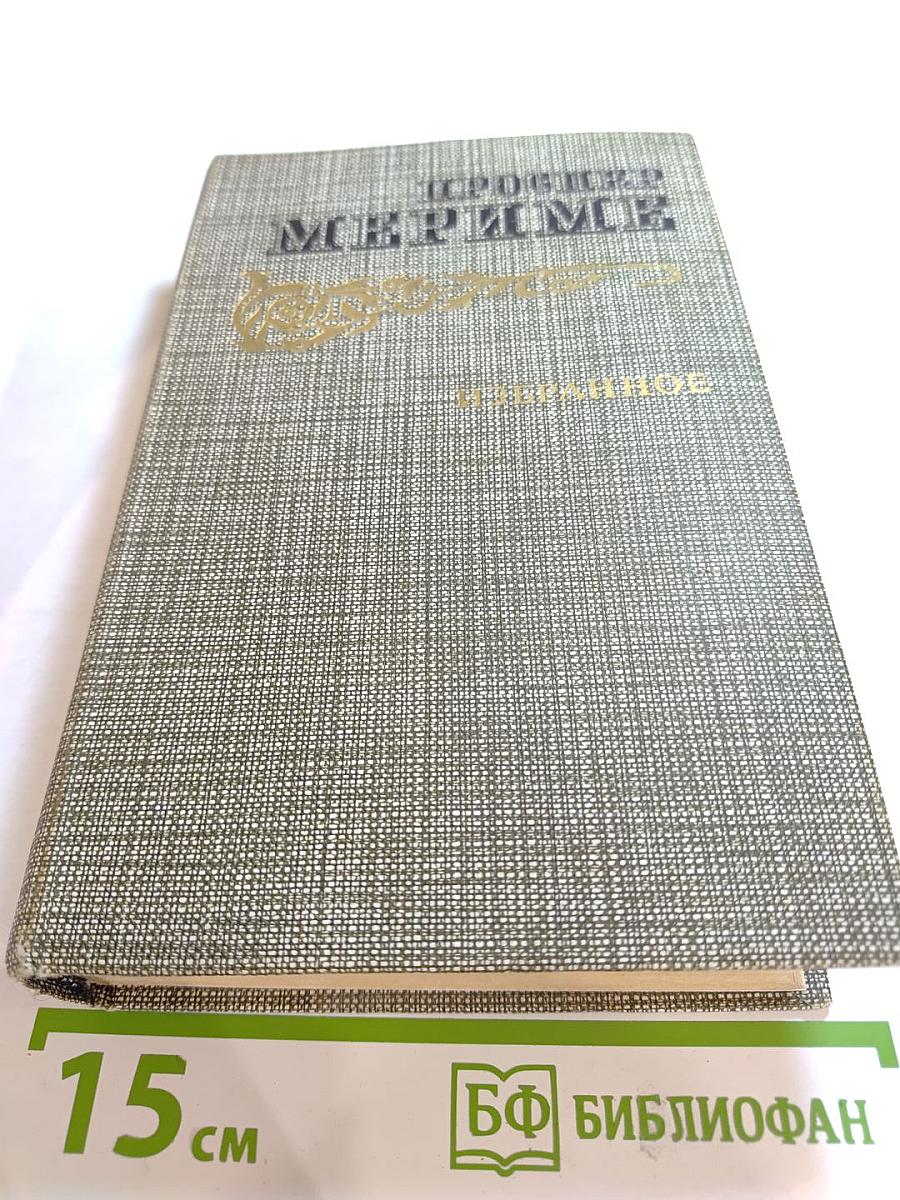 ПРОСПЕР
МЕРИМЕ
ИЗБРАННОЕ
15 см
БФ БИБЛИОФАН